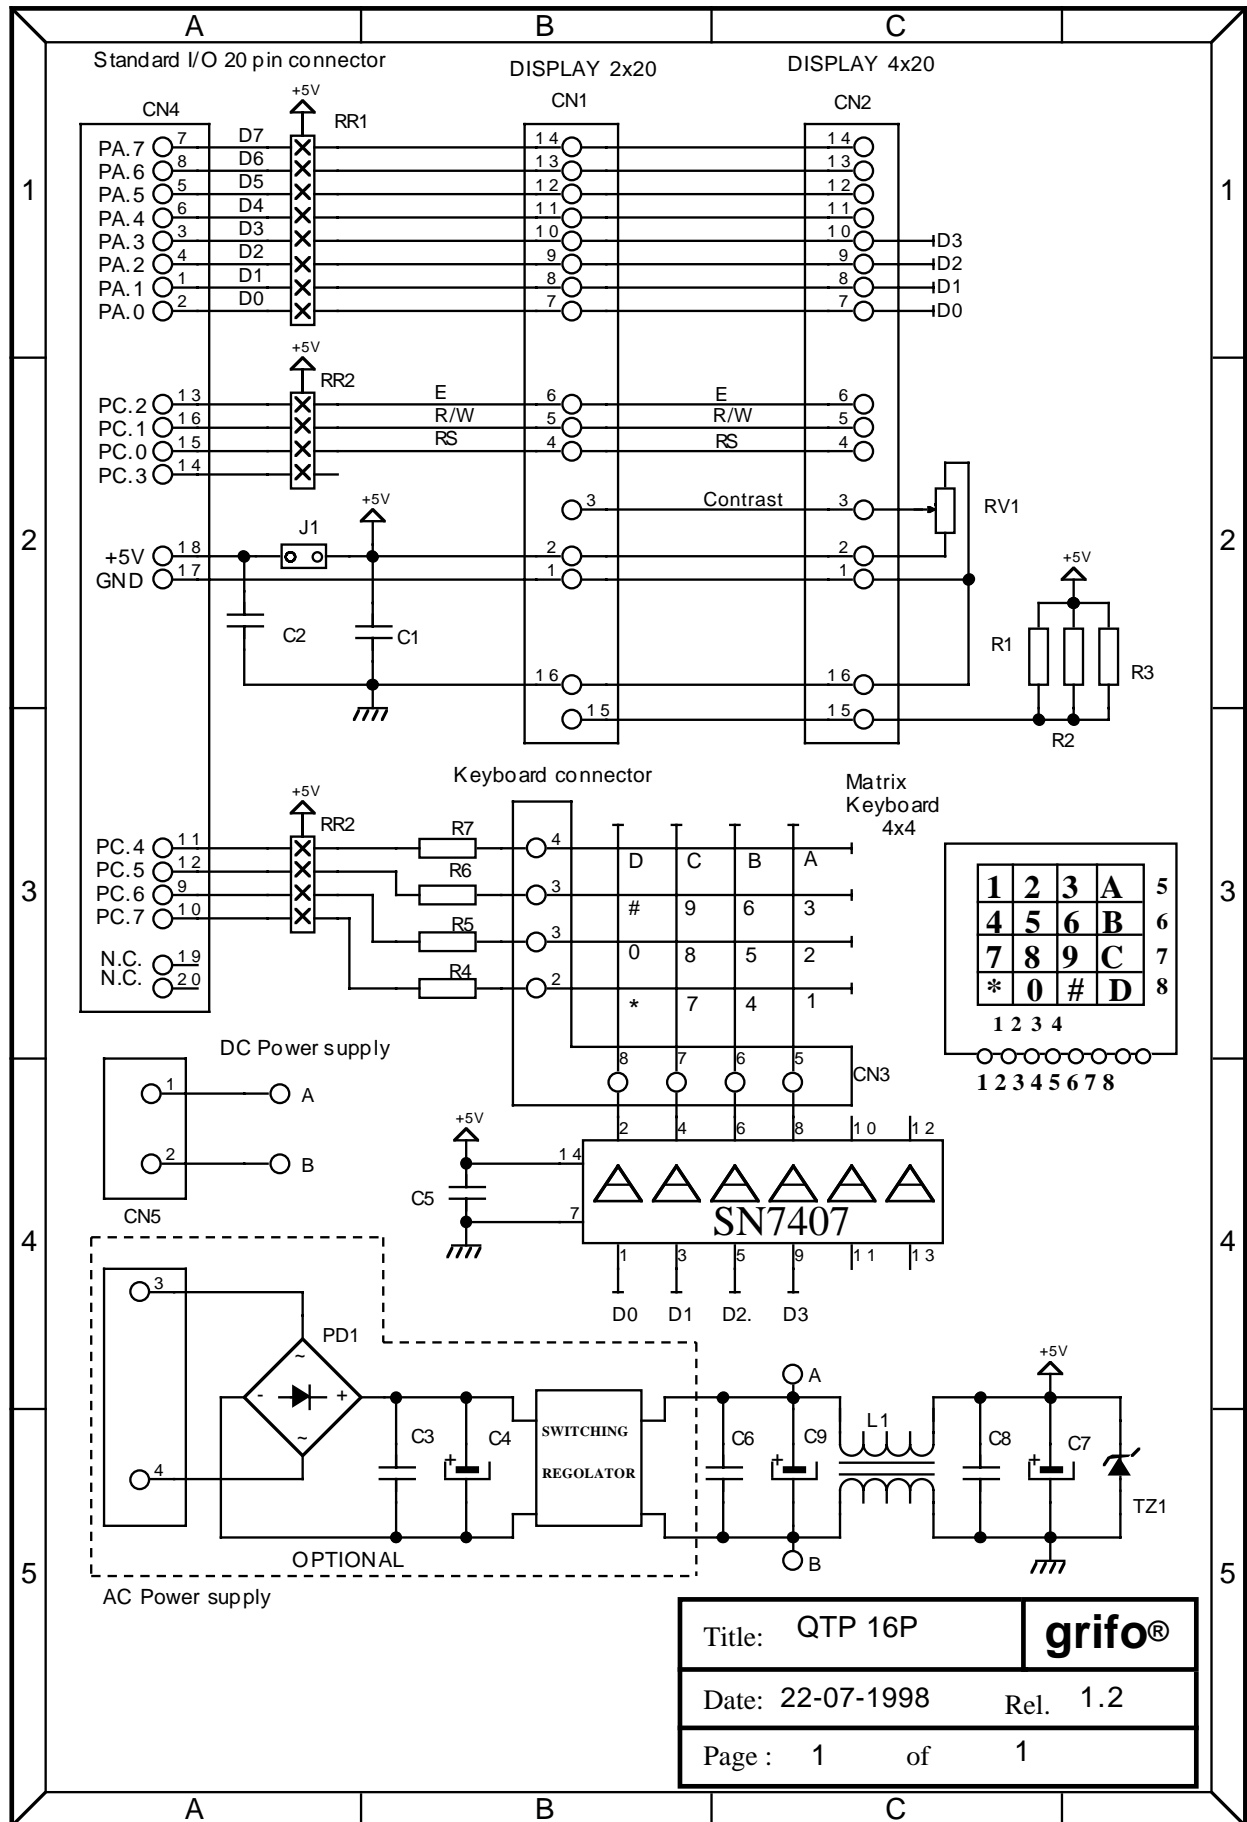 A B C
Standard I/O 20 pin connector
DISPLAY 2x20
DISPLAY 4x20
CN4
+5V
RR1
CN1
CN2
1
1
PA.7 7 D7 14 14
PA.6 8 D6 13 13
PA.5 5 D5 12 12
PA.4 6 D4 11 11
PA.3 3 D3 10 10 D3
PA.2 4 D2 9 9 D2
PA.1 1 D1 8 8 D1
PA.0 2 D0 7 7 D0
+5V
RR2
PC.2 13 E 6 E 6
PC.1 16 R/W 5 R/W 5
PC.0 15 RS 4 RS 4
PC.3 14
3 Contrast 3 RV1
+5V
J1
2
2
+5V 18 2 2
GND 17 1 1
+5V
C2 C1
R1 R3
16 16
15 15
R2
Keyboard connector
Matrix
Keyboard
4x4
+5V
RR2
PC.4 11 R7 4
D C B A
PC.5 12 R6 3
# 9 6 3
PC.6 9 R5 3
0 8 5 2
PC.7 10 R4 2
* 7 4 1
N.C. 19
N.C. 20
3
3
1 2 3 A 5
4 5 6 B 6
7 8 9 C 7
* 0 # D 8
1 2 3 4
1 2 3 4 5 6 7 8
8 7 6 5
CN3
DC Power supply
1 A
2 B
CN5
+5V
2 4 6 8 10 12
14
C5
7
SN7407
1 3 5 9 11 13
D0 D1 D2. D3
4
4
3
PD1
~
- +
~
4
C3
+
C4
SWITCHING
REGOLATOR
OPTIONAL
AC Power supply
A
C6
+
C9
L1
C8
+
C7
+5V
TZ1
B
5
5
Title: QTP 16P grifo®
Date: 22-07-1998 Rel. 1.2
Page : 1 of 1
A B C